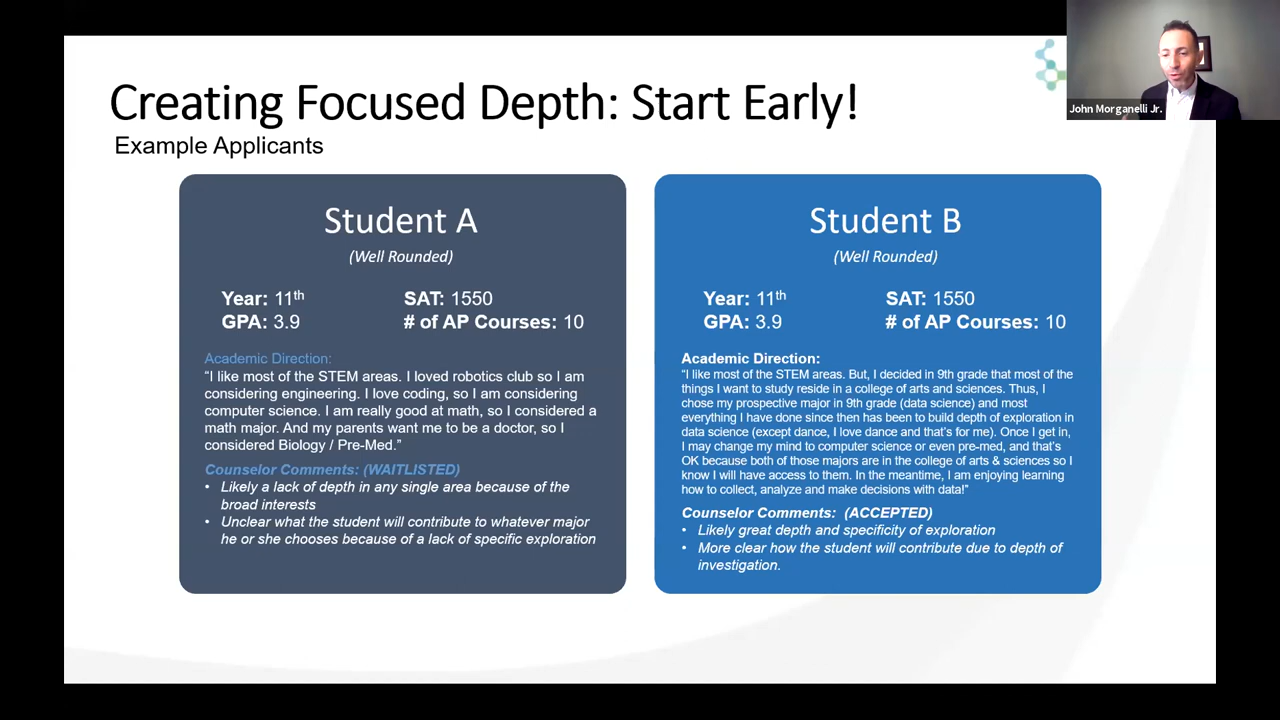 Creating Focused Depth: Start Early!
Example Applicants
John Morganelli Jr.
Student A
(Well Rounded)
Year: 11th SAT: 1550
GPA: 3.9 # of AP Courses: 10
Academic Direction:
“I like most of the STEM areas. I loved robotics club so I am
considering engineering. I love coding, so I am considering
computer science. I am really good at math, so I considered a
math major. And my parents want me to be a doctor, so I
considered Biology / Pre-Med.”
Counselor Comments: (WAITLISTED)
• Likely a lack of depth in any single area because of the
broad interests
• Unclear what the student will contribute to whatever major
he or she chooses because of a lack of specific exploration
Student B
(Well Rounded)
Year: 11th SAT: 1550
GPA: 3.9 # of AP Courses: 10
Academic Direction:
“I like most of the STEM areas. But, I decided in 9th grade that most of the
things I want to study reside in a college of arts and sciences. Thus, I
chose my prospective major in 9th grade (data science) and most
everything I have done since then has been to build depth of exploration in
data science (except dance, I love dance and that’s for me). Once I get in,
I may change my mind to computer science or even pre-med, and that’s
OK because both of those majors are in the college of arts & sciences so I
know I will have access to them. In the meantime, I am enjoying learning
how to collect, analyze and make decisions with data!”
Counselor Comments: (ACCEPTED)
• Likely great depth and specificity of exploration
• More clear how the student will contribute due to depth of
investigation.